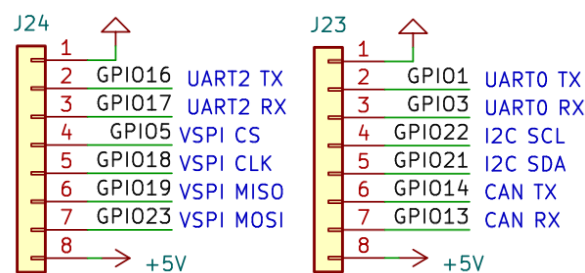 J24
1
2 GPIO16 UART2 TX
3 GPIO17 UART2 RX
4 GPIO5 VSPI CS
5 GPIO18 VSPI CLK
6 GPIO19 VSPI MISO
7 GPIO23 VSPI MOSI
8 +5V
J23
1
2 GPIO1 UART0 TX
3 GPIO3 UART0 RX
4 GPIO22 I2C SCL
5 GPIO21 I2C SDA
6 GPIO14 CAN TX
7 GPIO13 CAN RX
8 +5V